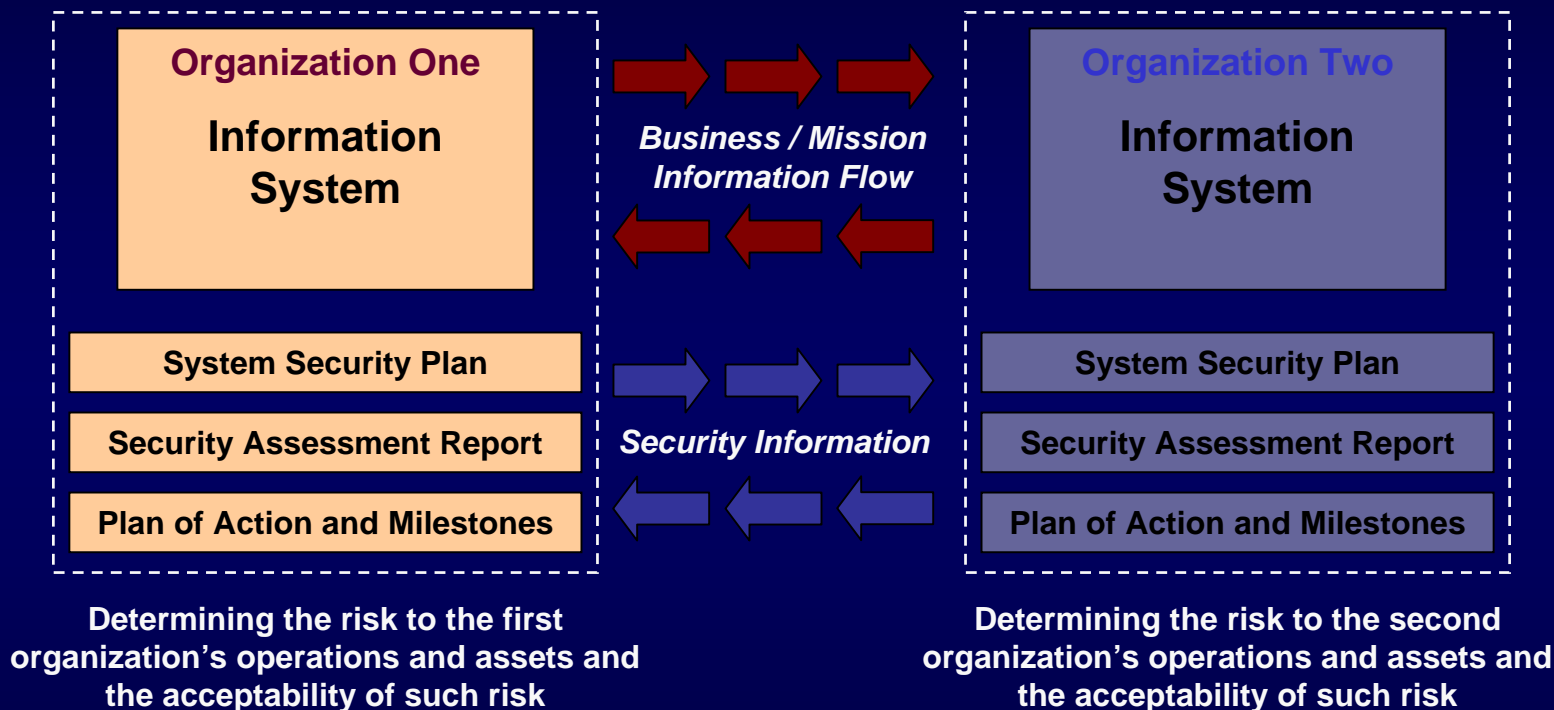 Organization One
Information
System
System Security Plan
Security Assessment Report
Plan of Action and Milestones
Determining the risk to the first
organization’s operations and assets and
the acceptability of such risk
Business / Mission
Information Flow
Security Information
Organization Two
Information
System
System Security Plan
Security Assessment Report
Plan of Action and Milestones
Determining the risk to the second
organization’s operations and assets and
the acceptability of such risk